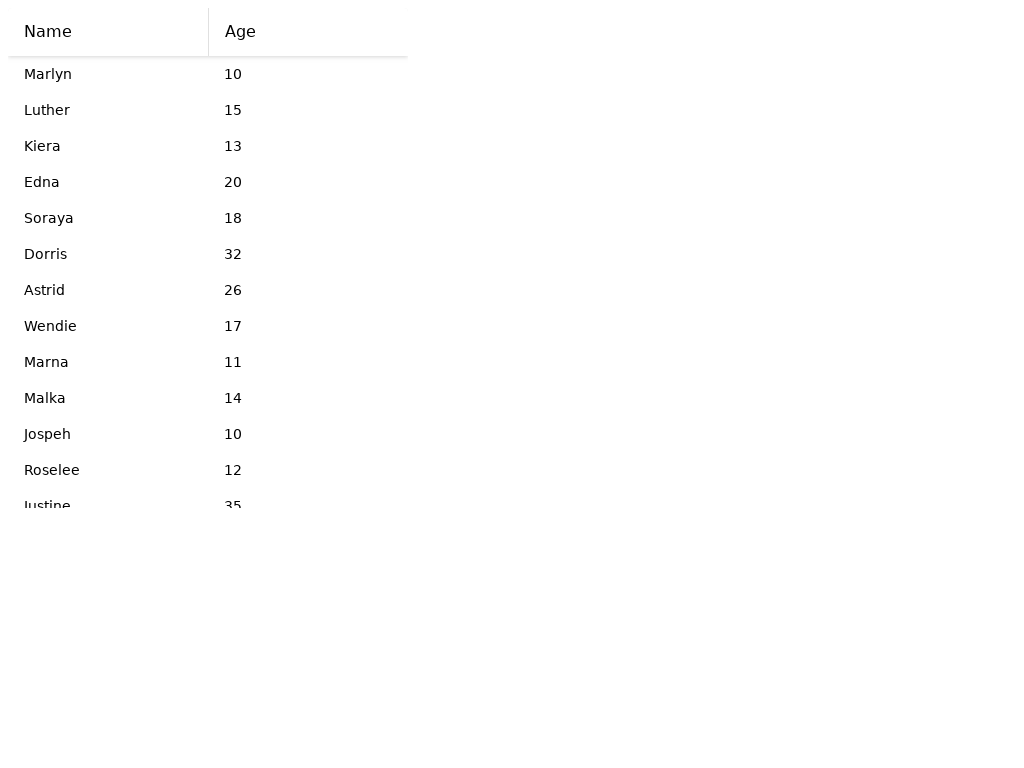 Name Age
Marlyn 10
Luther 15
Kiera 13
Edna 20
Soraya 18
Dorris 32
Astrid 26
Wendie 17
Marna 11
Malka 14
Jospeh 10
Roselee 12
Justine 35